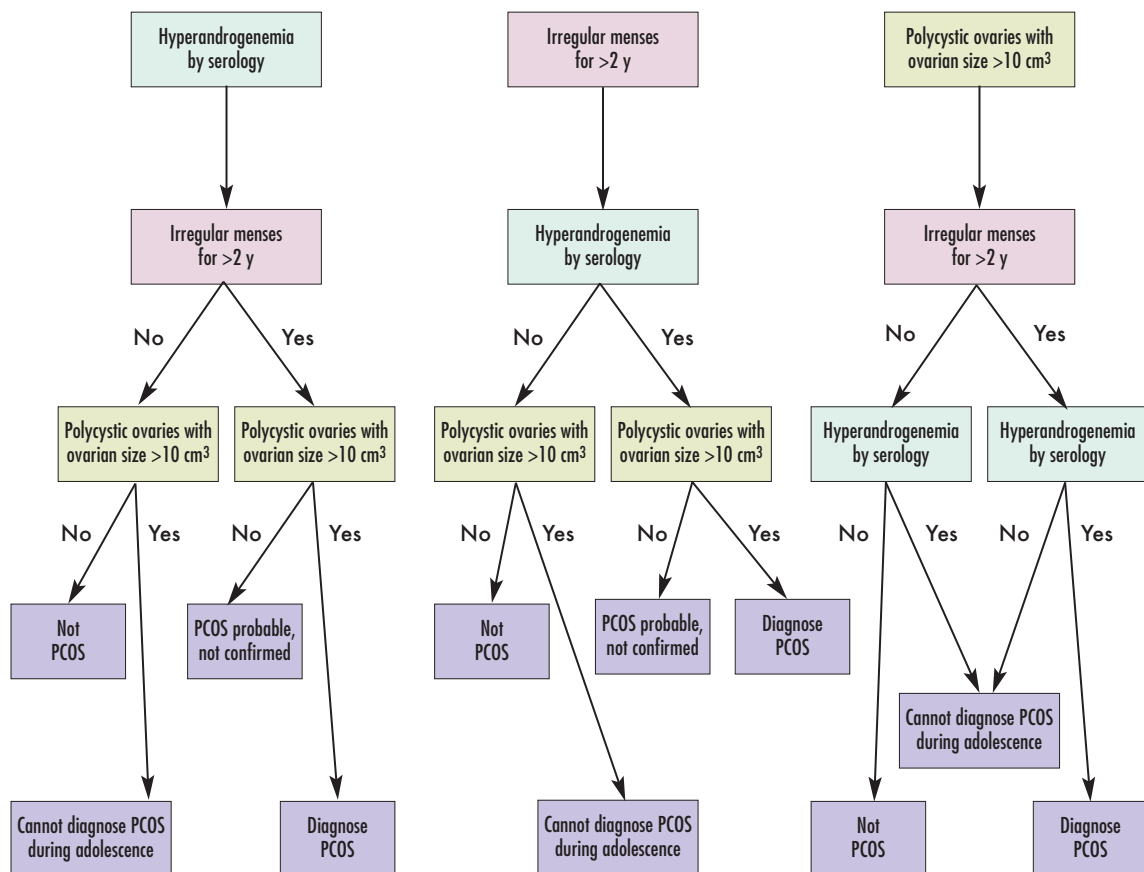 Hyperandrogenemia
by serology
Irregular menses
for >2 y
No
Yes
Polycystic ovaries with
ovarian size >10 cm³
Polycystic ovaries with
ovarian size >10 cm³
No
Yes
No
Yes
Not
PCOS
PCOS probable,
not confirmed
Cannot diagnose PCOS
during adolescence
Diagnose
PCOS
Irregular menses
for >2 y
Hyperandrogenemia
by serology
No
Yes
Polycystic ovaries with
ovarian size >10 cm³
Polycystic ovaries with
ovarian size >10 cm³
No
Yes
No
Yes
Not
PCOS
PCOS probable,
not confirmed
Diagnose
PCOS
Cannot diagnose PCOS
during adolescence
Polycystic ovaries with
ovarian size >10 cm³
Irregular menses
for >2 y
No
Yes
Hyperandrogenemia
by serology
Hyperandrogenemia
by serology
No
Yes
No
Yes
Cannot diagnose PCOS
during adolescence
Not
PCOS
Diagnose
PCOS